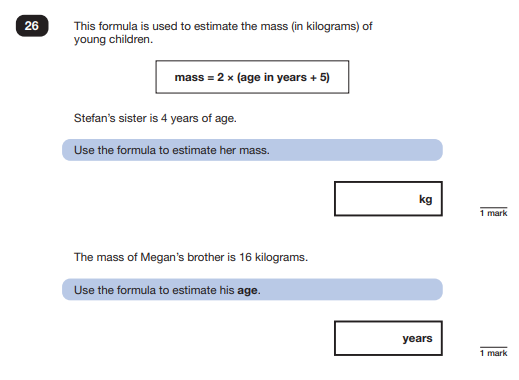 26
This formula is used to estimate the mass (in kilograms) of
young children.
mass = 2 × (age in years + 5)
Stefan's sister is 4 years of age.
Use the formula to estimate her mass.
kg
1 mark
The mass of Megan's brother is 16 kilograms.
Use the formula to estimate his age.
years
1 mark